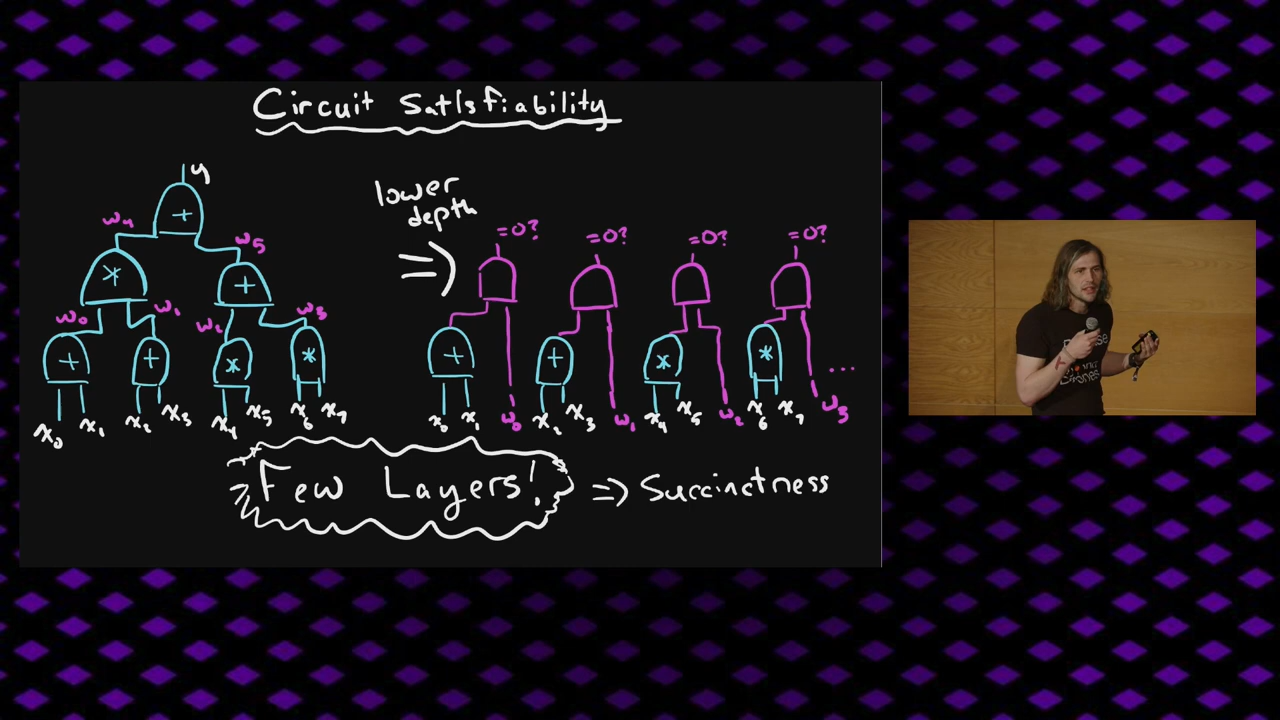 Circuit Satisfiability
y
+
w₄
w₅
*
+
w₀
w₁
w₂
w₃
+
+
*
*
x₀ x₁ x₂ x₃ x₄ x₅ x₆ x₇
lower
depth
=>
=0? =0? =0? =0?
+ + * * ...
x₀ x₁ w₀ x₂ x₃ w₁ x₄ x₅ w₂ x₆ x₇ w₃
Few Layers! => Succinctness